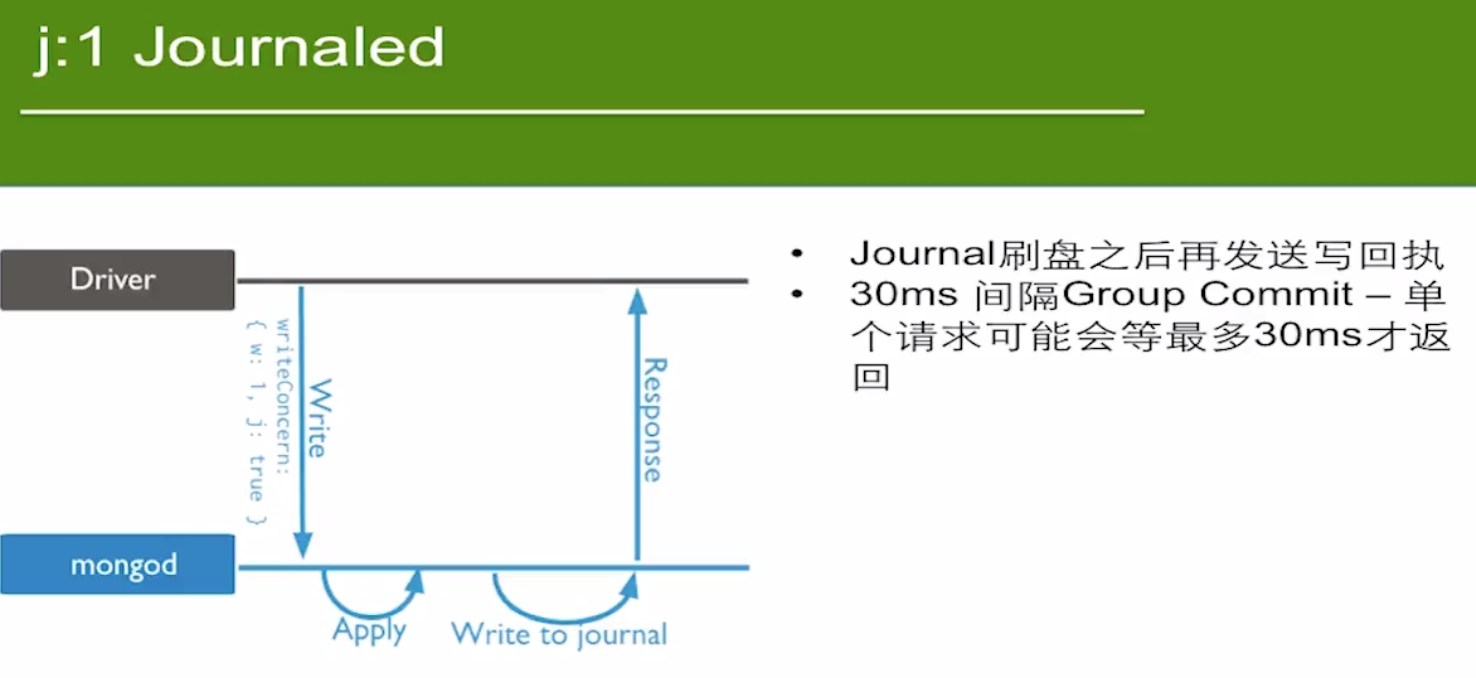 j:1 Journaled
Driver
writeConcern:
{ w: 1, j: true }
Write
Response
mongod
Apply
Write to journal
• Journal刷盘之后再发送写回执
• 30ms 间隔Group Commit – 单
个请求可能会等最多30ms才返
回